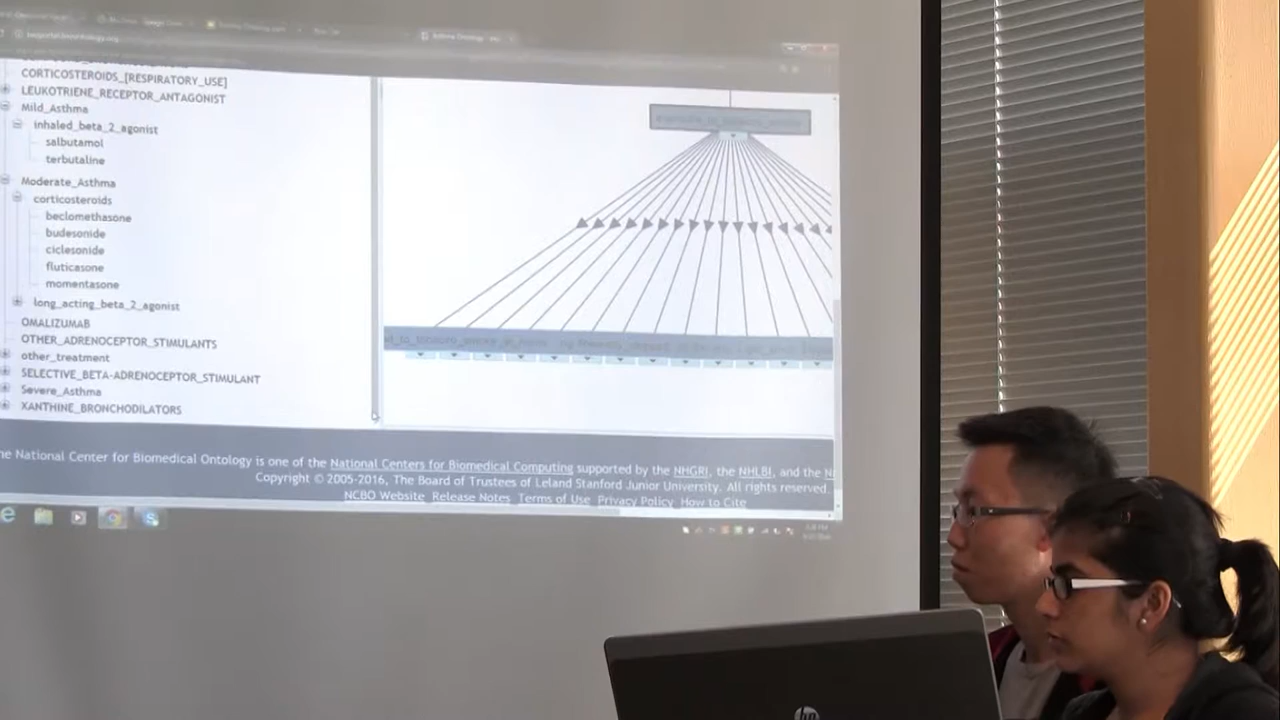 CORTICOSTEROIDS_[RESPIRATORY_USE]
LEUKOTRIENE_RECEPTOR_ANTAGONIST
Mild_Asthma
inhaled_beta_2_agonist
salbutamol
terbutaline
Moderate_Asthma
corticosteroids
beclomethasone
budesonide
ciclesonide
fluticasone
momentasone
long_acting_beta_2_agonist
OMALIZUMAB
OTHER_ADRENOCEPTOR_STIMULANTS
other_treatment
SELECTIVE_BETA-ADRENOCEPTOR_STIMULANT
Severe_Asthma
XANTHINE_BRONCHODILATORS
he National Center for Biomedical Ontology is one of the National Centers for Biomedical Computing supported by the NHGRI, the NHLBI, and the N
Copyright © 2005-2016, The Board of Trustees of Leland Stanford Junior University. All rights reserved.
NCBO Website Release Notes Terms of Use Privacy Policy How to Cite
hp